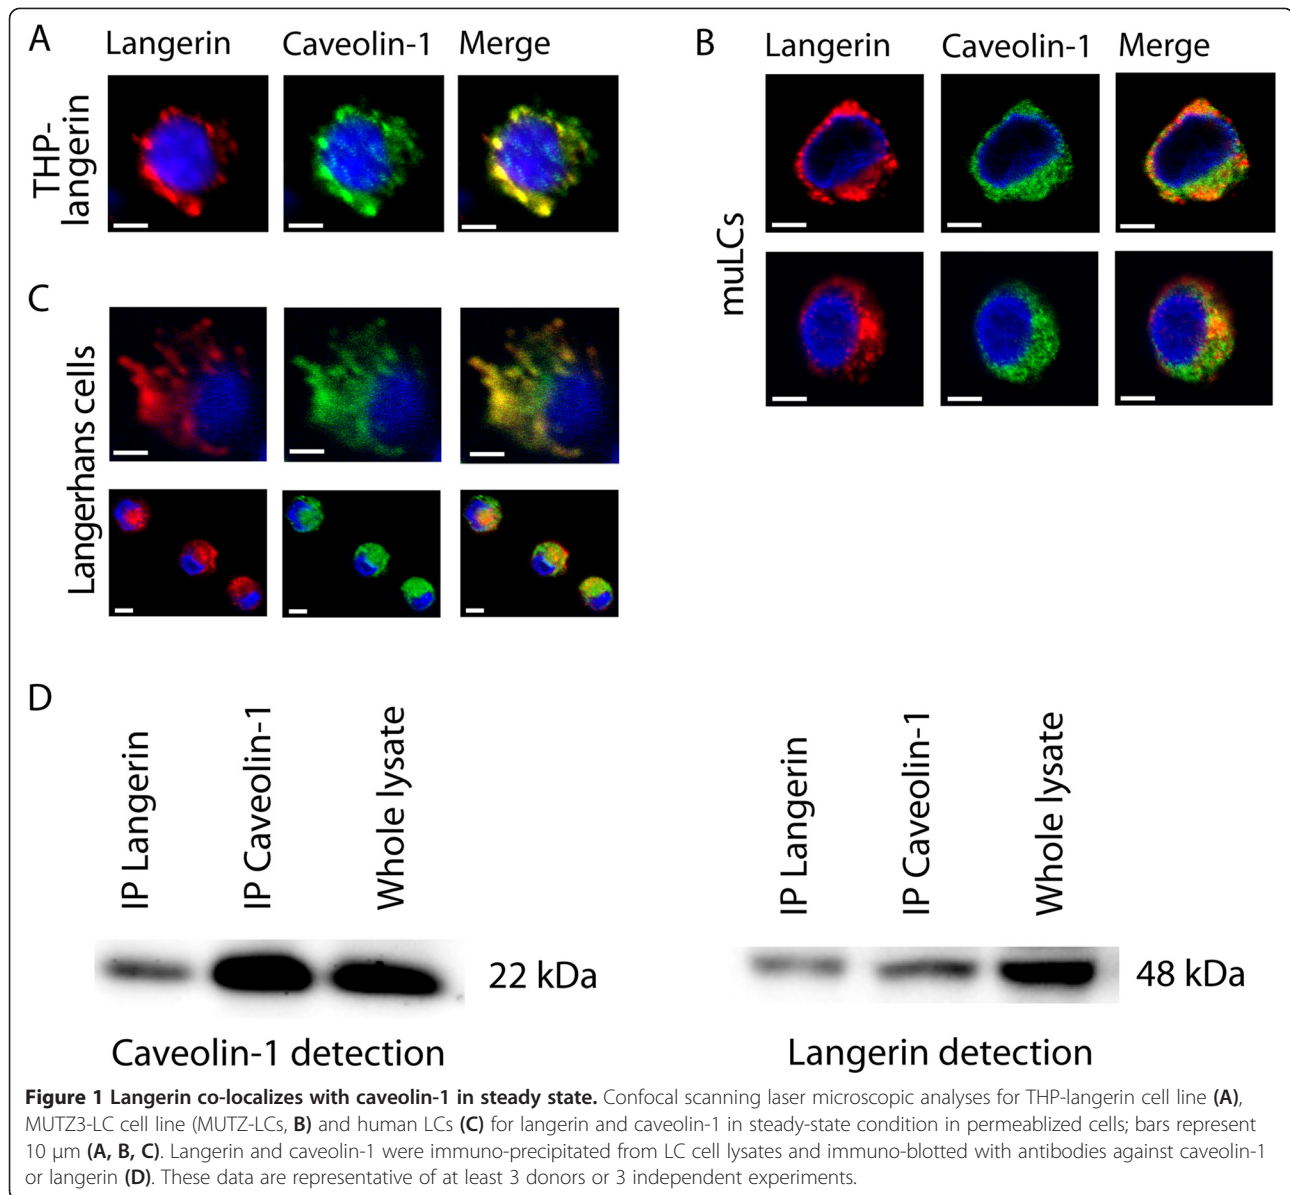 A
Langerin Caveolin-1 Merge
THP-
langerin
B
Langerin Caveolin-1 Merge
muLCs
C
Langerhans cells
D
IP Langerin
IP Caveolin-1
Whole lysate
22 kDa
Caveolin-1 detection
IP Langerin
IP Caveolin-1
Whole lysate
48 kDa
Langerin detection
Figure 1 Langerin co-localizes with caveolin-1 in steady state. Confocal scanning laser microscopic analyses for THP-langerin cell line (A),
MUTZ3-LC cell line (MUTZ-LCs, B) and human LCs (C) for langerin and caveolin-1 in steady-state condition in permeablized cells; bars represent
10 μm (A, B, C). Langerin and caveolin-1 were immuno-precipitated from LC cell lysates and immuno-blotted with antibodies against caveolin-1
or langerin (D). These data are representative of at least 3 donors or 3 independent experiments.